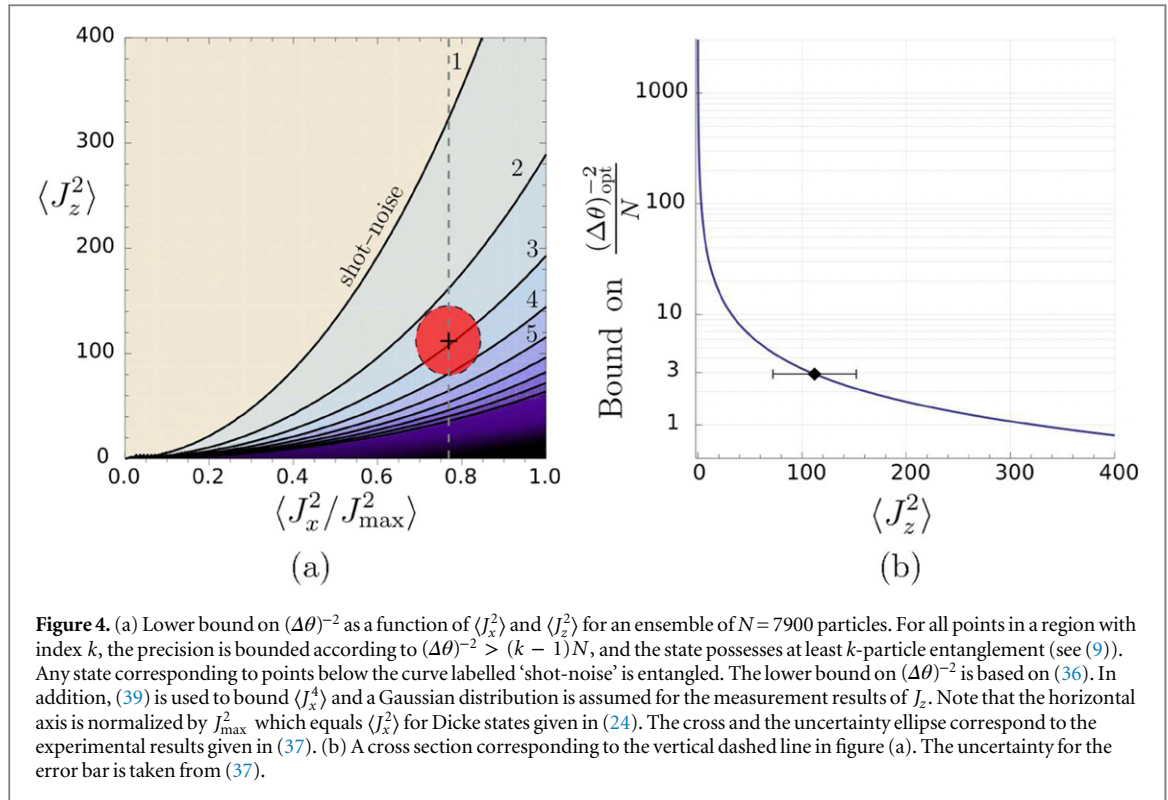 400
300
200
100
0
⟨J_z^2⟩
shot–noise
1
2
3
4
5
0.0 0.2 0.4 0.6 0.8 1.0
⟨J_x^2/J_max^2⟩
(a)
Bound on (Δθ)_opt^−2 / N
1000
100
10
3
1
0 100 200 300 400
⟨J_z^2⟩
(b)
Figure 4. (a) Lower bound on (Δθ)^−2 as a function of ⟨J_x^2⟩ and ⟨J_z^2⟩ for an ensemble of N = 7900 particles. For all points in a region with
index k, the precision is bounded according to (Δθ)^−2 > (k − 1)N, and the state possesses at least k-particle entanglement (see (9)).
Any state corresponding to points below the curve labelled ‘shot-noise’ is entangled. The lower bound on (Δθ)^−2 is based on (36). In
addition, (39) is used to bound ⟨J_x^4⟩ and a Gaussian distribution is assumed for the measurement results of J_z. Note that the horizontal
axis is normalized by J_max^2 which equals ⟨J_x^2⟩ for Dicke states given in (24). The cross and the uncertainty ellipse correspond to the
experimental results given in (37). (b) A cross section corresponding to the vertical dashed line in figure (a). The uncertainty for the
error bar is taken from (37).